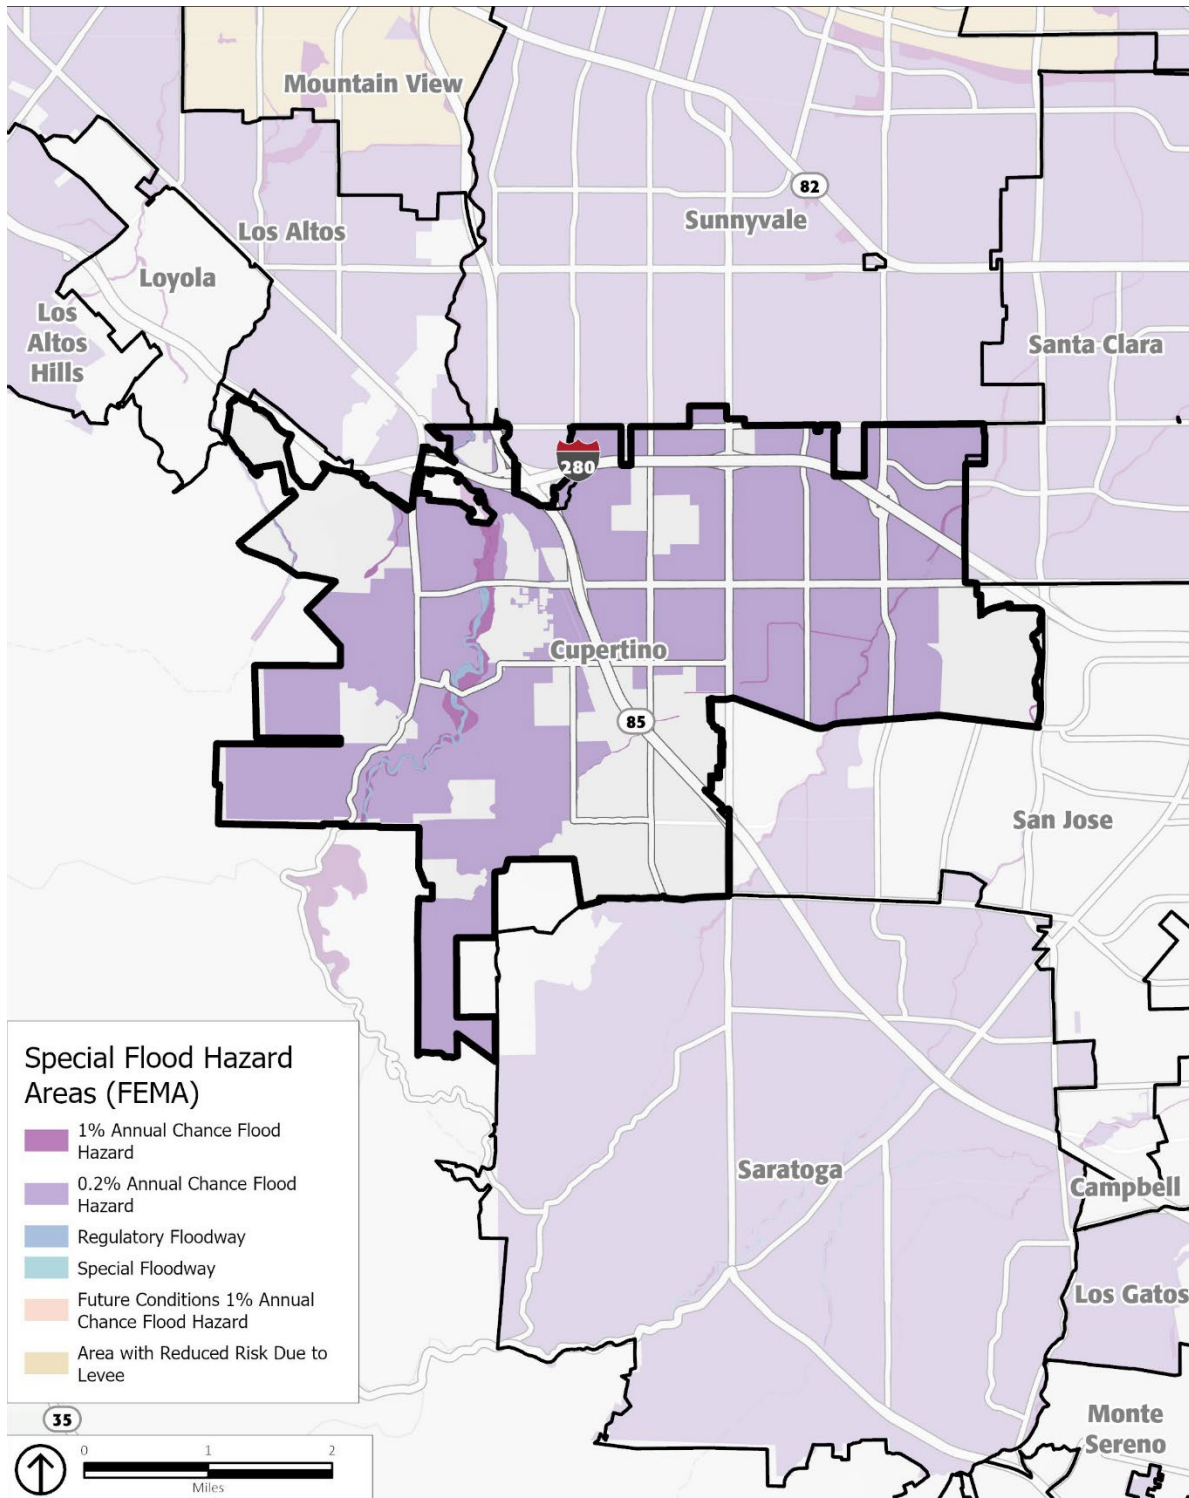 Mountain View
82
Sunnyvale
Los Altos
Loyola
Los
Altos
Hills
Santa Clara
280
Cupertino
85
San Jose
Saratoga
Campbell
Los Gatos
Monte
Sereno
Special Flood Hazard
Areas (FEMA)
1% Annual Chance Flood
Hazard
0.2% Annual Chance Flood
Hazard
Regulatory Floodway
Special Floodway
Future Conditions 1% Annual
Chance Flood Hazard
Area with Reduced Risk Due to
Levee
35
0 1 2
Miles